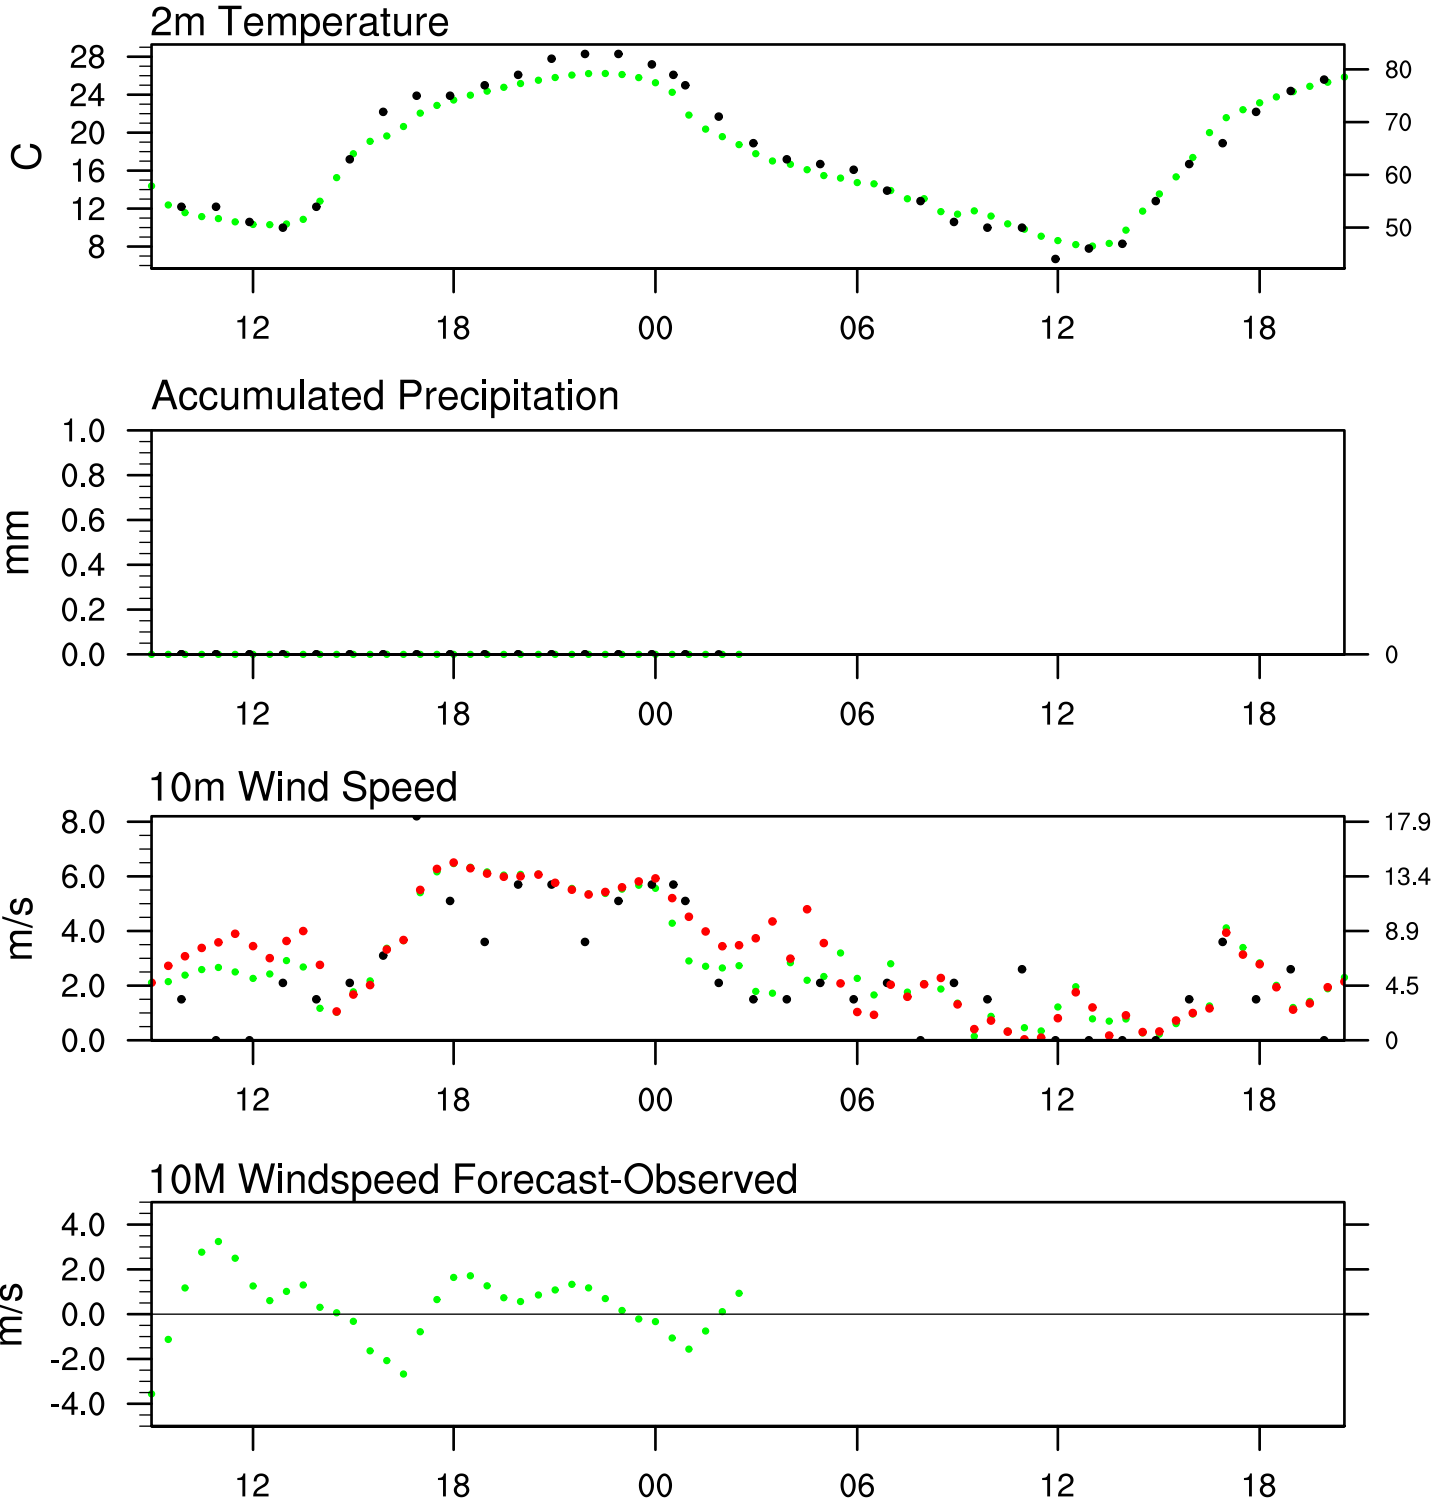 2m Temperature
28
24
20
16
12
8
C
80
70
60
50
12 18 00 06 12 18
Accumulated Precipitation
1.0
0.8
0.6
0.4
0.2
0.0
mm
0
12 18 00 06 12 18
10m Wind Speed
8.0
6.0
4.0
2.0
0.0
m/s
17.9
13.4
8.9
4.5
0
12 18 00 06 12 18
10M Windspeed Forecast-Observed
4.0
2.0
0.0
-2.0
-4.0
m/s
12 18 00 06 12 18